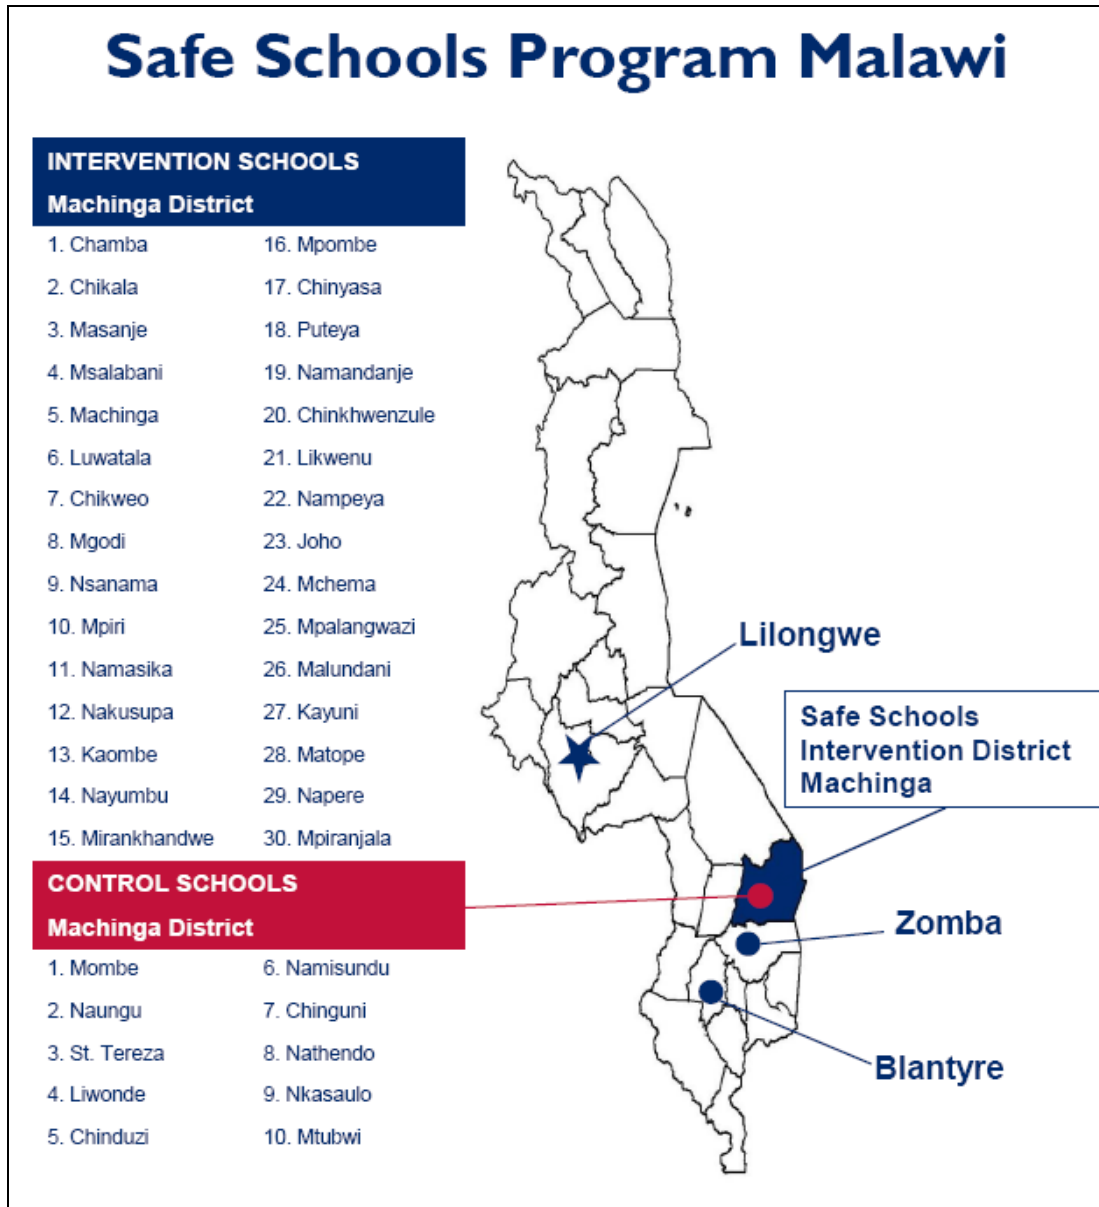 Safe Schools Program Malawi
INTERVENTION SCHOOLS
Machinga District
1. Chamba
2. Chikala
3. Masanje
4. Msalabani
5. Machinga
6. Luwatala
7. Chikweo
8. Mgodi
9. Nsanama
10. Mpiri
11. Namasika
12. Nakusupa
13. Kaombe
14. Nayumbu
15. Mirankhandwe
16. Mpombe
17. Chinyasa
18. Puteya
19. Namandanje
20. Chinkhwenzule
21. Likwenu
22. Nampeya
23. Joho
24. Mchema
25. Mpalangwazi
26. Malundani
27. Kayuni
28. Matope
29. Napere
30. Mpiranjala
CONTROL SCHOOLS
Machinga District
1. Mombe
2. Naungu
3. St. Tereza
4. Liwonde
5. Chinduzi
6. Namisundu
7. Chinguni
8. Nathendo
9. Nkasaulo
10. Mtubwi
Lilongwe
Safe Schools
Intervention District
Machinga
Zomba
Blantyre